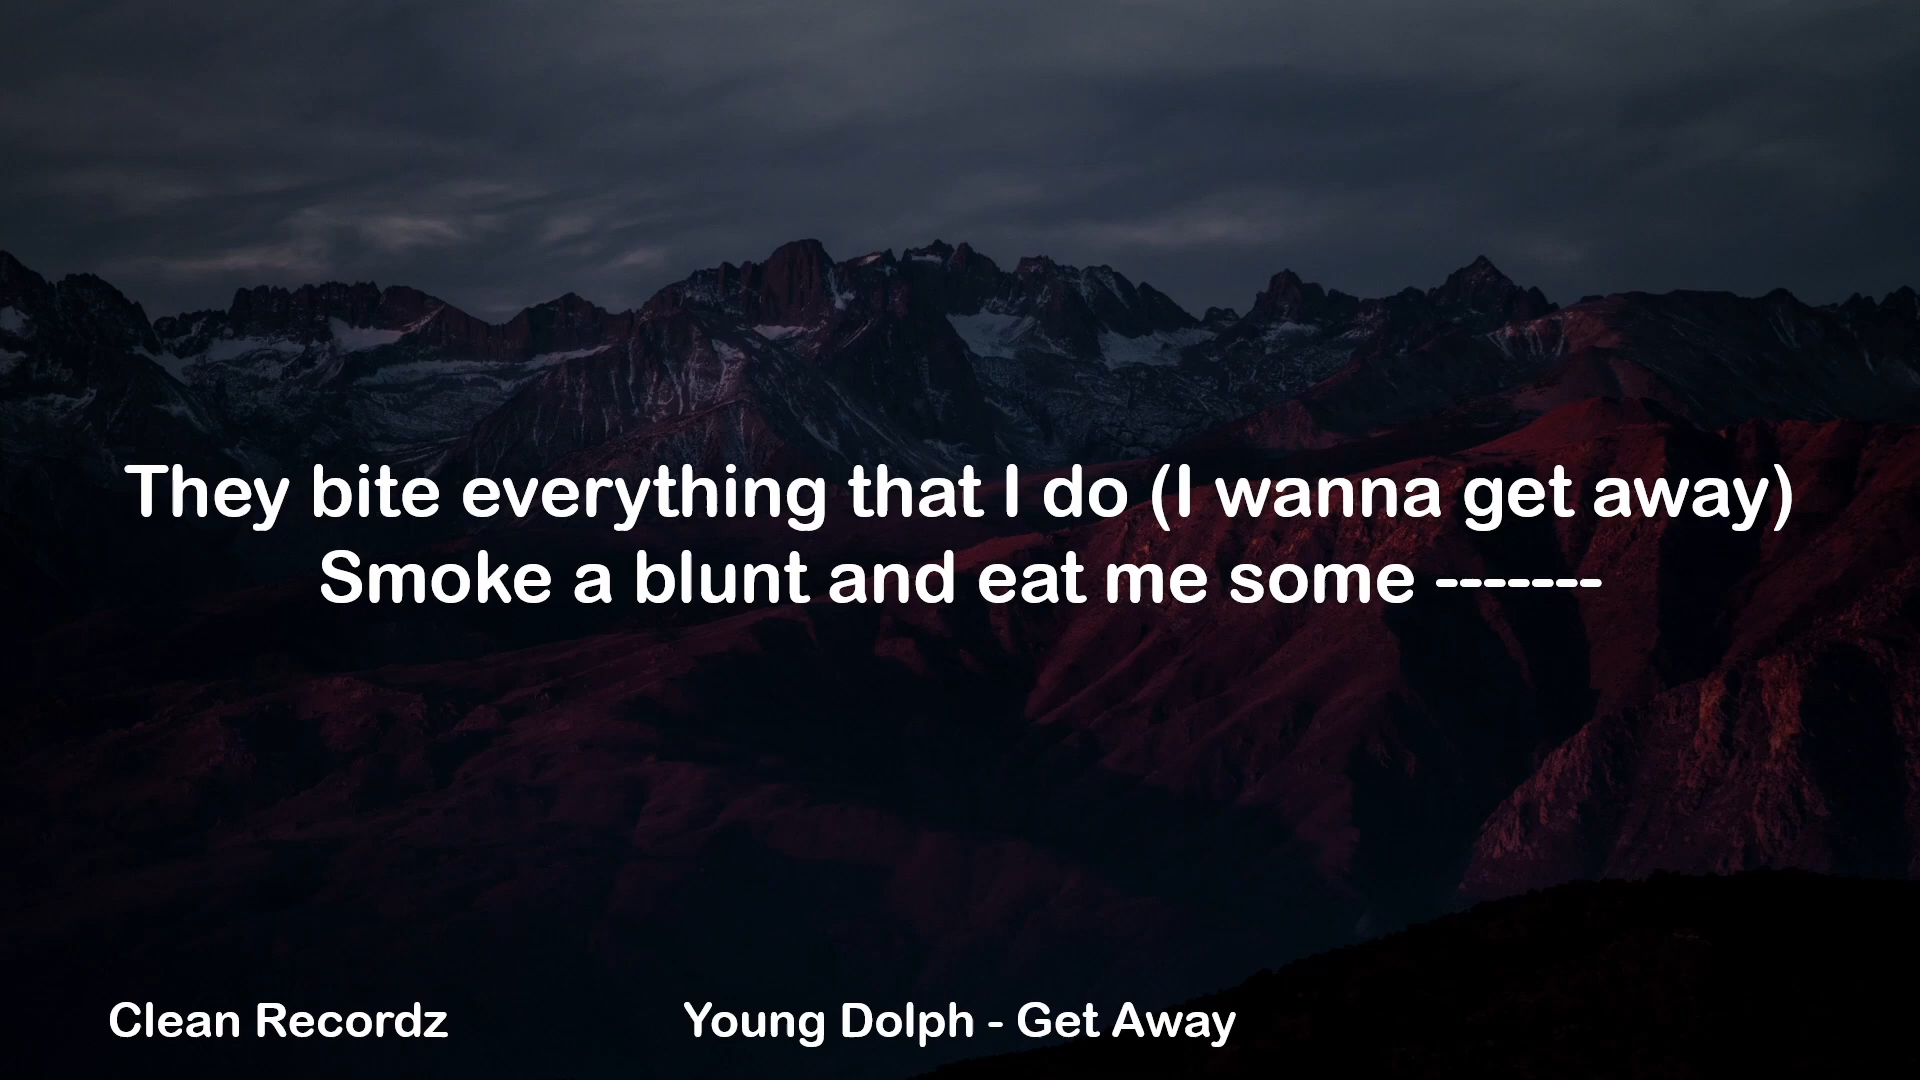 They bite everything that I do (I wanna get away)
Smoke a blunt and eat me some -------
Clean Recordz
Young Dolph - Get Away